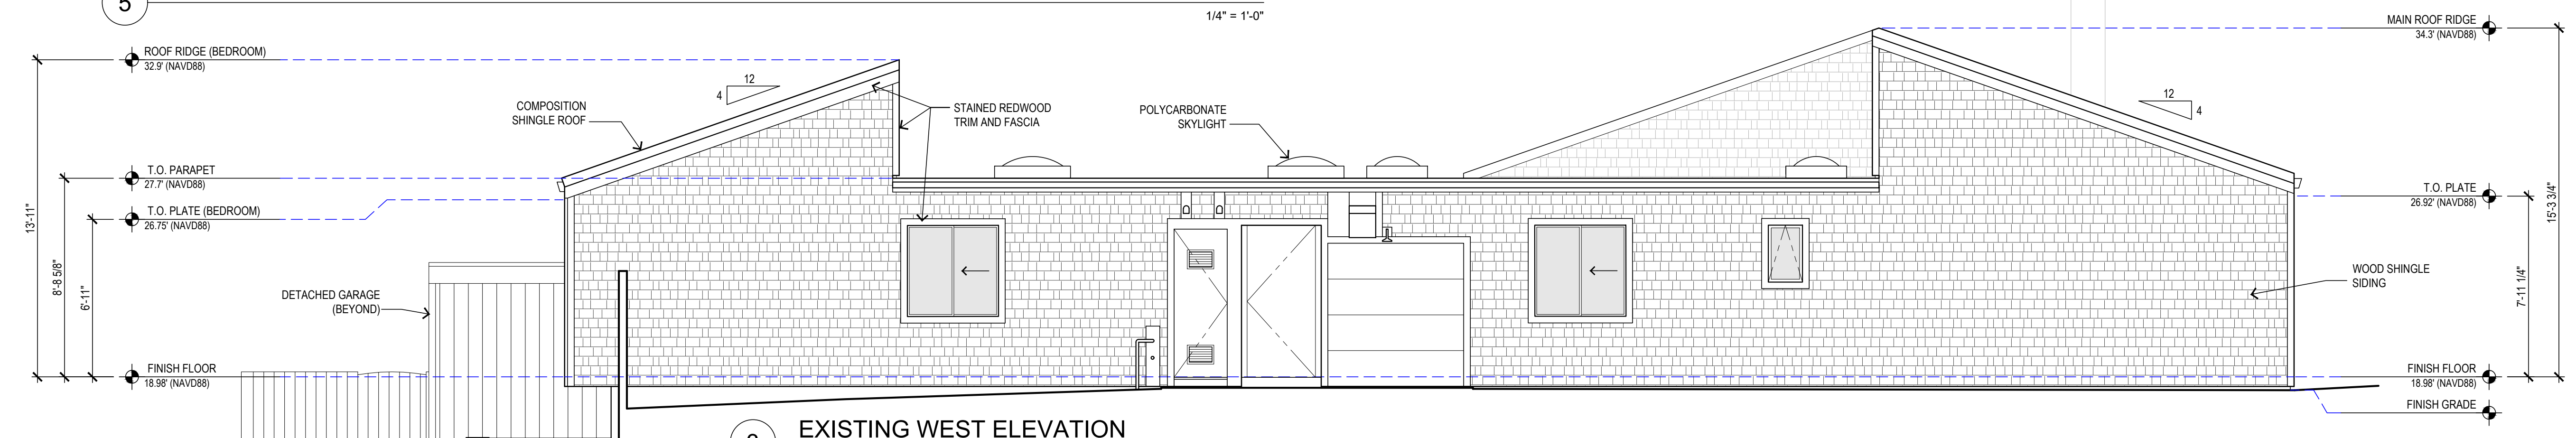 5
1/4" = 1'-0"
ROOF RIDGE (BEDROOM)
32.9' (NAVD88)
T.O. PARAPET
27.7' (NAVD88)
T.O. PLATE (BEDROOM)
26.75' (NAVD88)
FINISH FLOOR
18.98' (NAVD88)
13'-11"
8'-8 5/8"
6'-11"
COMPOSITION
SHINGLE ROOF
12
4
STAINED REDWOOD
TRIM AND FASCIA
POLYCARBONATE
SKYLIGHT
DETACHED GARAGE
(BEYOND)
12
4
WOOD SHINGLE
SIDING
MAIN ROOF RIDGE
34.3' (NAVD88)
T.O. PLATE
26.92' (NAVD88)
FINISH FLOOR
18.98' (NAVD88)
FINISH GRADE
15'-3 3/4"
7'-11 1/4"
EXISTING WEST ELEVATION